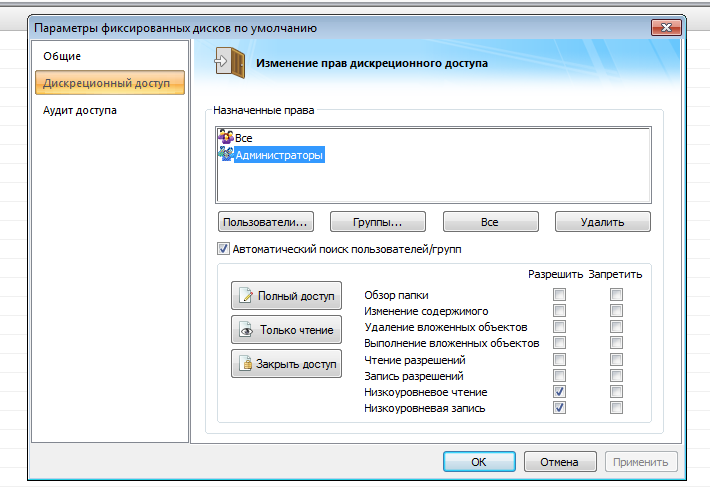 Параметры фиксированных дисков по умолчанию
Общие
Дискреционный доступ
Аудит доступа
Изменение прав дискреционного доступа
Назначенные права
Все
Администраторы
Пользователи... Группы... Все Удалить
Автоматический поиск пользователей/групп
Разрешить Запретить
Полный доступ
Только чтение
Закрыть доступ
Обзор папки
Изменение содержимого
Удаление вложенных объектов
Выполнение вложенных объектов
Чтение разрешений
Запись разрешений
Низкоуровневое чтение
Низкоуровневая запись
OK Отмена Применить